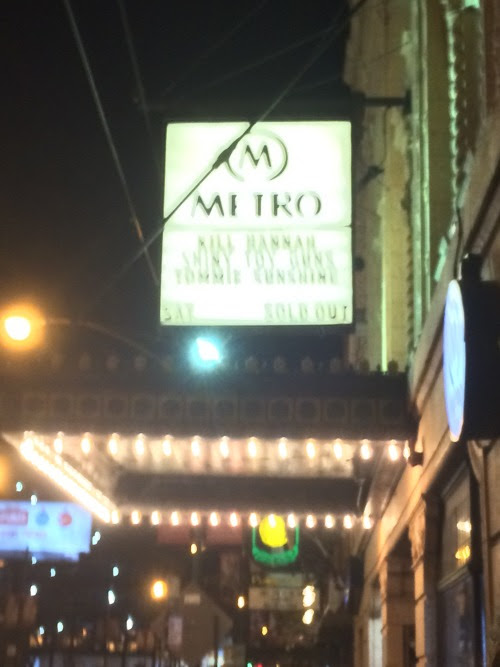 M
METRO
KILL HANNAH
SHINY TOY GUNS
TOMMIE SUNSHINE
SAT SOLD OUT